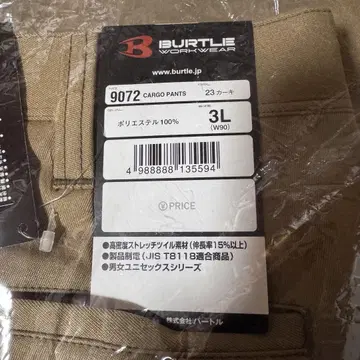 BURTLE
WORKWEAR
www.burtle.jp
9072 CARGO PANTS 23 カーキ
ポリエステル100% 3L
(W90)
4 988888 135594
PRICE
●高密度ストレッチツイル素材(伸長率15%以上)
●製品制電(JIS T8118適合商品)
●男女ユニセックスシリーズ
株式会社バートル